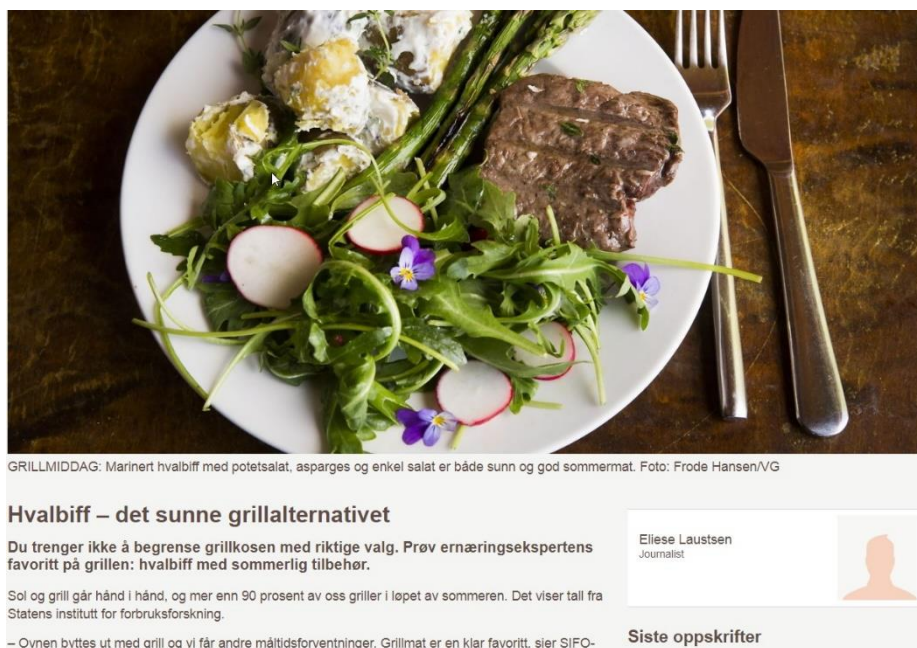 GRILLMIDDAG: Marinert hvalbiff med potetsalat, asparges og enkel salat er både sunn og god sommermat. Foto: Frode Hansen/VG
Hvalbiff – det sunne grillalternativet
Du trenger ikke å begrense grillkosen med riktige valg. Prøv ernæringsekspertens
favoritt på grillen: hvalbiff med sommerlig tilbehør.
Sol og grill går hånd i hånd, og mer enn 90 prosent av oss griller i løpet av sommeren. Det viser tall fra
Statens institutt for forbruksforskning.
– Ovnen byttes ut med grill og vi får andre måltidsforventninger. Grillmat er en klar favoritt, sier SIFO-
Eliese Laustsen
Journalist
Siste oppskrifter